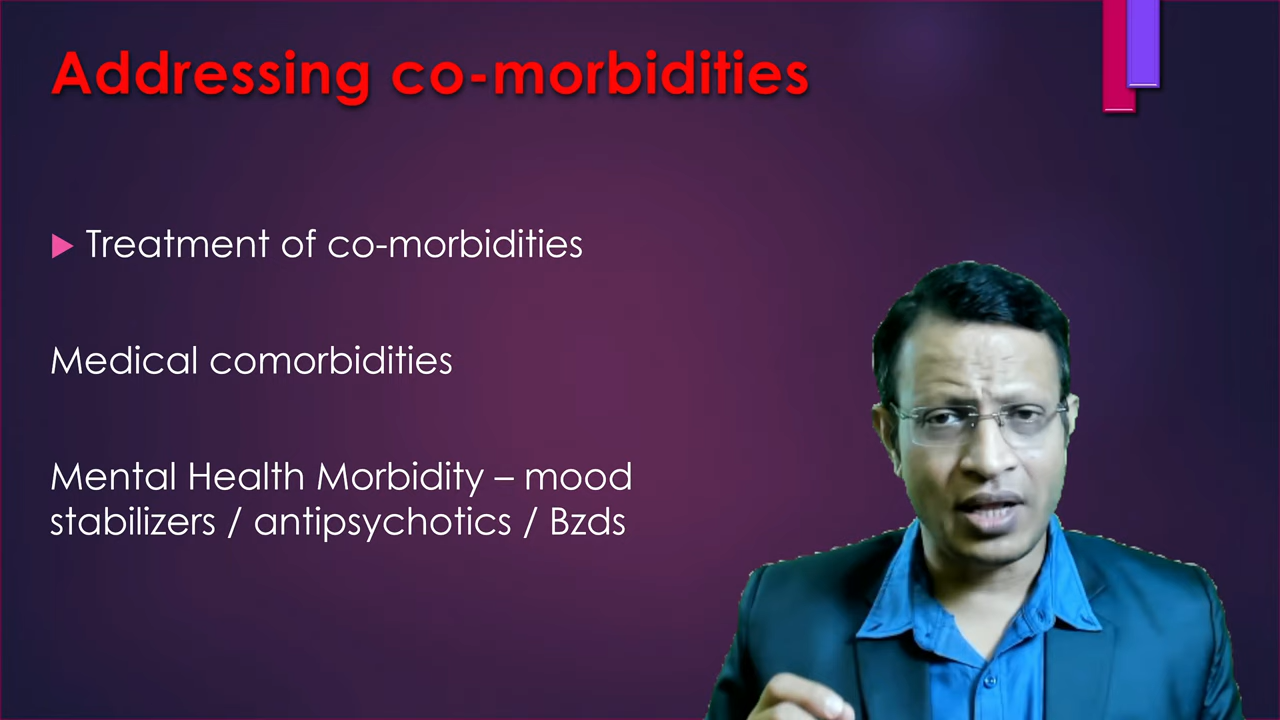 Addressing co-morbidities
Treatment of co-morbidities
Medical comorbidities
Mental Health Morbidity – mood
stabilizers / antipsychotics / Bzds